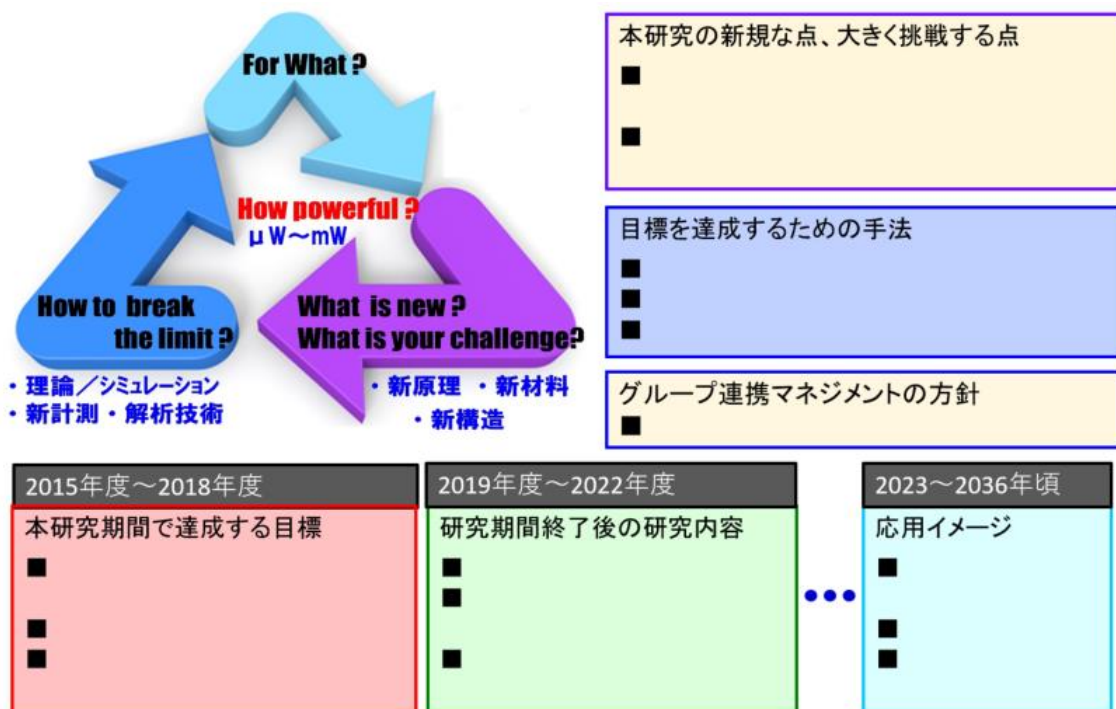 For What ?
How powerful ?
μW～mW
How to break
the limit ?
What is new ?
What is your challenge?
・理論／シミュレーション
・新計測・解析技術
・新原理 ・新材料
・新構造
本研究の新規な点、大きく挑戦する点
■
■
目標を達成するための手法
■
■
■
グループ連携マネジメントの方針
■
2015年度～2018年度
本研究期間で達成する目標
■
■
■
2019年度～2022年度
研究期間終了後の研究内容
■
■
■
•••
2023～2036年頃
応用イメージ
■
■
■